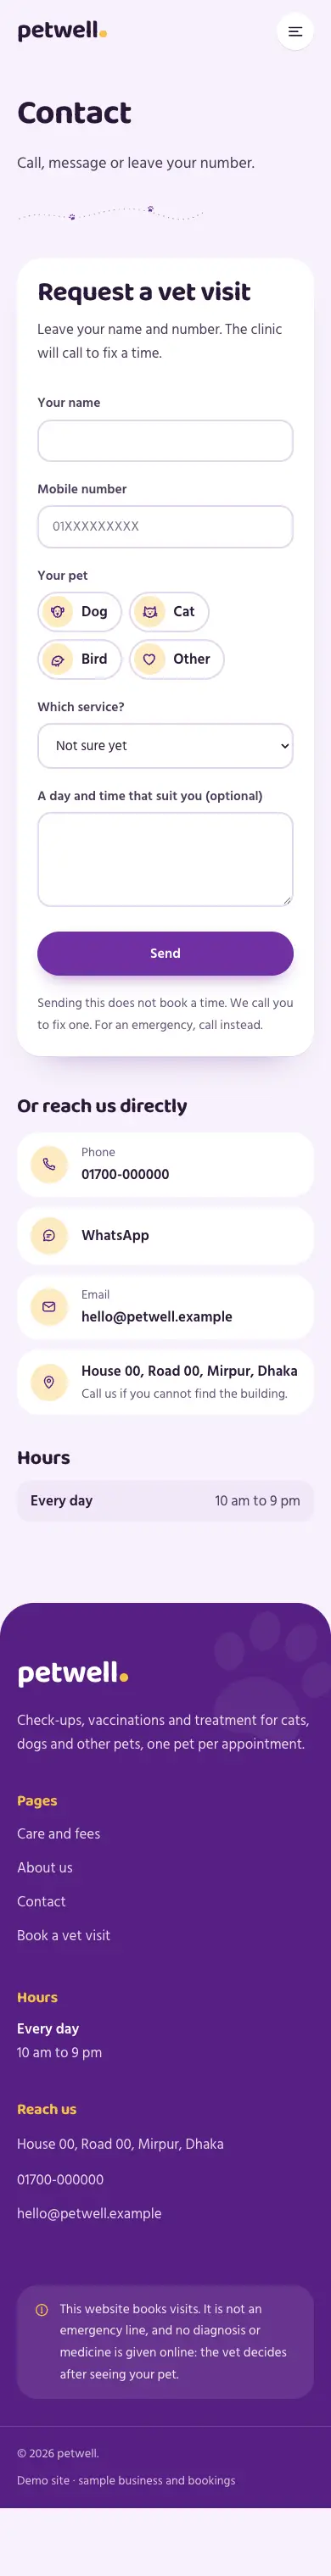 petwell.
Contact
Call, message or leave your number.
Request a vet visit
Leave your name and number. The clinic
will call to fix a time.
Your name
Mobile number
01XXXXXXXXX
Your pet
Dog
Cat
Bird
Other
Which service?
Not sure yet
A day and time that suit you (optional)
Send
Sending this does not book a time. We call you
to fix one. For an emergency, call instead.
Or reach us directly
Phone
01700-000000
WhatsApp
Email
hello@petwell.example
House 00, Road 00, Mirpur, Dhaka
Call us if you cannot find the building.
Hours
Every day 10 am to 9 pm
petwell.
Check-ups, vaccinations and treatment for cats,
dogs and other pets, one pet per appointment.
Pages
Care and fees
About us
Contact
Book a vet visit
Hours
Every day
10 am to 9 pm
Reach us
House 00, Road 00, Mirpur, Dhaka
01700-000000
hello@petwell.example
This website books visits. It is not an
emergency line, and no diagnosis or
medicine is given online: the vet decides
after seeing your pet.
© 2026 petwell.
Demo site · sample business and bookings